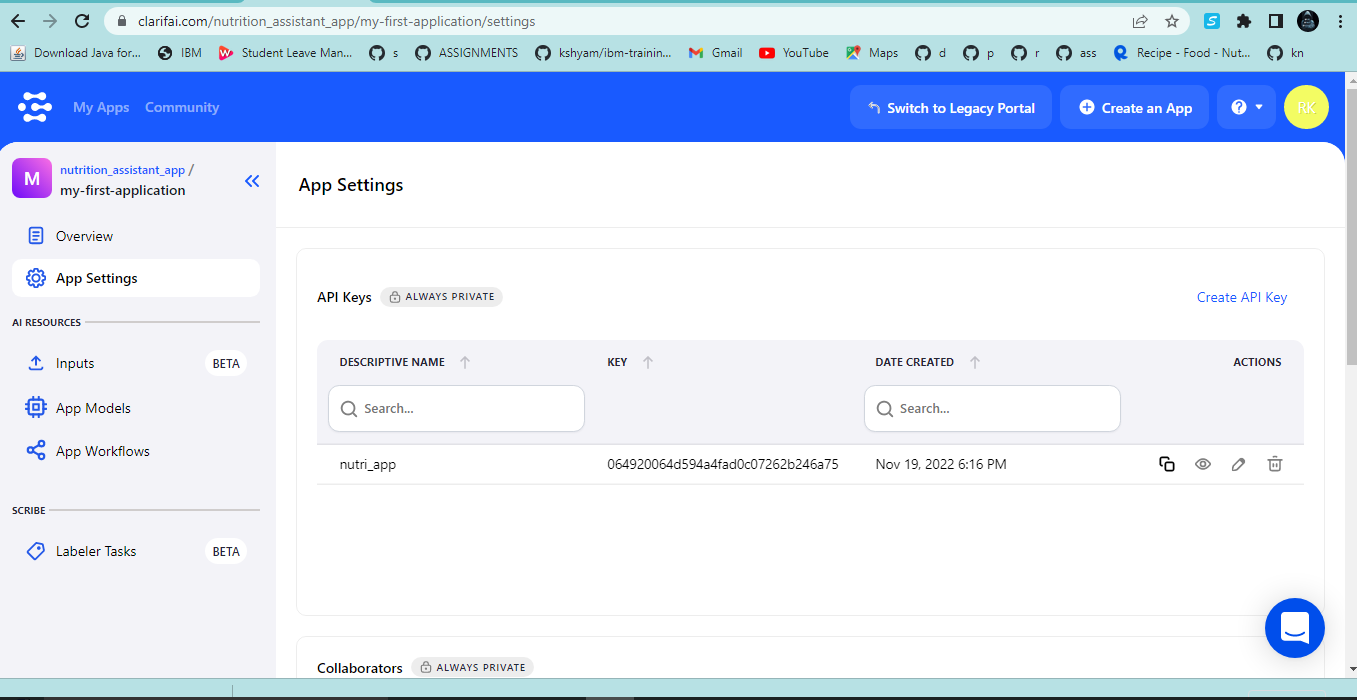 clarifai.com/nutrition_assistant_app/my-first-application/settings
Download Java for... IBM Student Leave Man... s ASSIGNMENTS kshyam/ibm-trainin... Gmail YouTube Maps d p r ass Recipe - Food - Nut... kn
My Apps Community Switch to Legacy Portal Create an App ? RK
M nutrition_assistant_app /
my-first-application
App Settings
Overview
App Settings
AI RESOURCES
Inputs BETA
App Models
App Workflows
SCRIBE
Labeler Tasks BETA
API Keys ALWAYS PRIVATE Create API Key
DESCRIPTIVE NAME KEY DATE CREATED ACTIONS
Search... Search...
nutri_app 064920064d594a4fad0c07262b246a75 Nov 19, 2022 6:16 PM
Collaborators ALWAYS PRIVATE